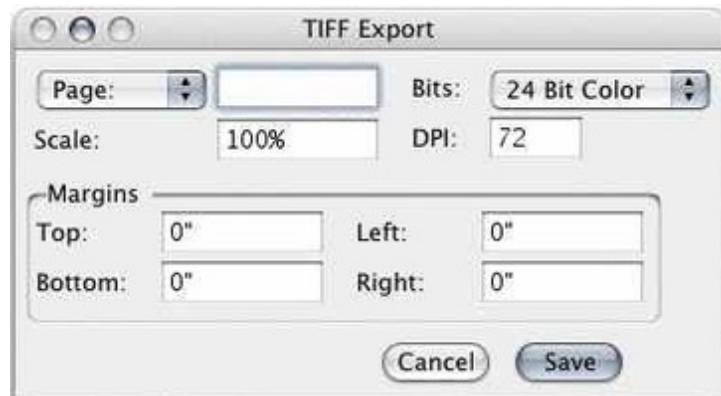 TIFF Export
Page: Bits: 24 Bit Color
Scale: 100% DPI: 72
Margins
Top: 0" Left: 0"
Bottom: 0" Right: 0"
Cancel Save